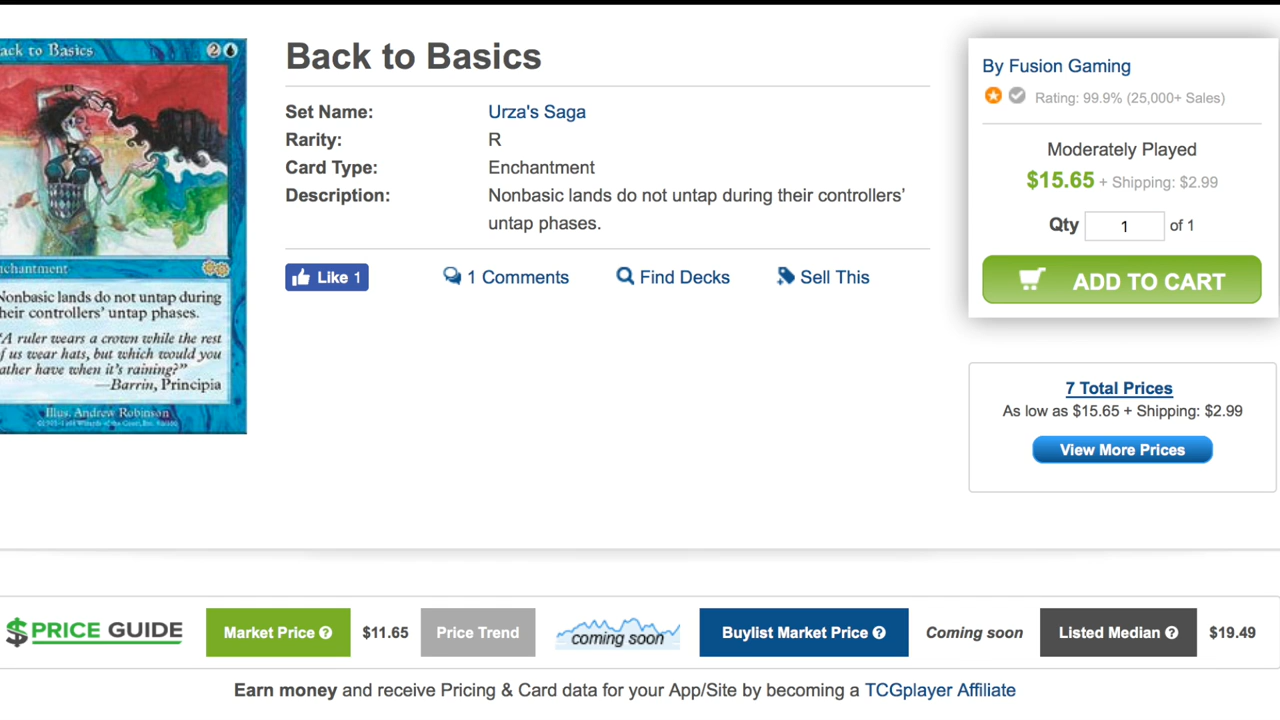 ack to Basics 2
nchantment
Nonbasic lands do not untap during
heir controllers' untap phases.
"A ruler wears a crown while the rest
f us wear hats, but which would you
ather have when it's raining?"
—Barrin, Principia
Illus. Andrew Robinson
Back to Basics
Set Name: Urza's Saga
Rarity: R
Card Type: Enchantment
Description: Nonbasic lands do not untap during their controllers'
untap phases.
Like 1 1 Comments Find Decks Sell This
By Fusion Gaming
Rating: 99.9% (25,000+ Sales)
Moderately Played
$15.65 + Shipping: $2.99
Qty 1 of 1
ADD TO CART
7 Total Prices
As low as $15.65 + Shipping: $2.99
View More Prices
$PRICE GUIDE Market Price ? $11.65 Price Trend coming soon Buylist Market Price ? Coming soon Listed Median ? $19.49
Earn money and receive Pricing & Card data for your App/Site by becoming a TCGplayer Affiliate